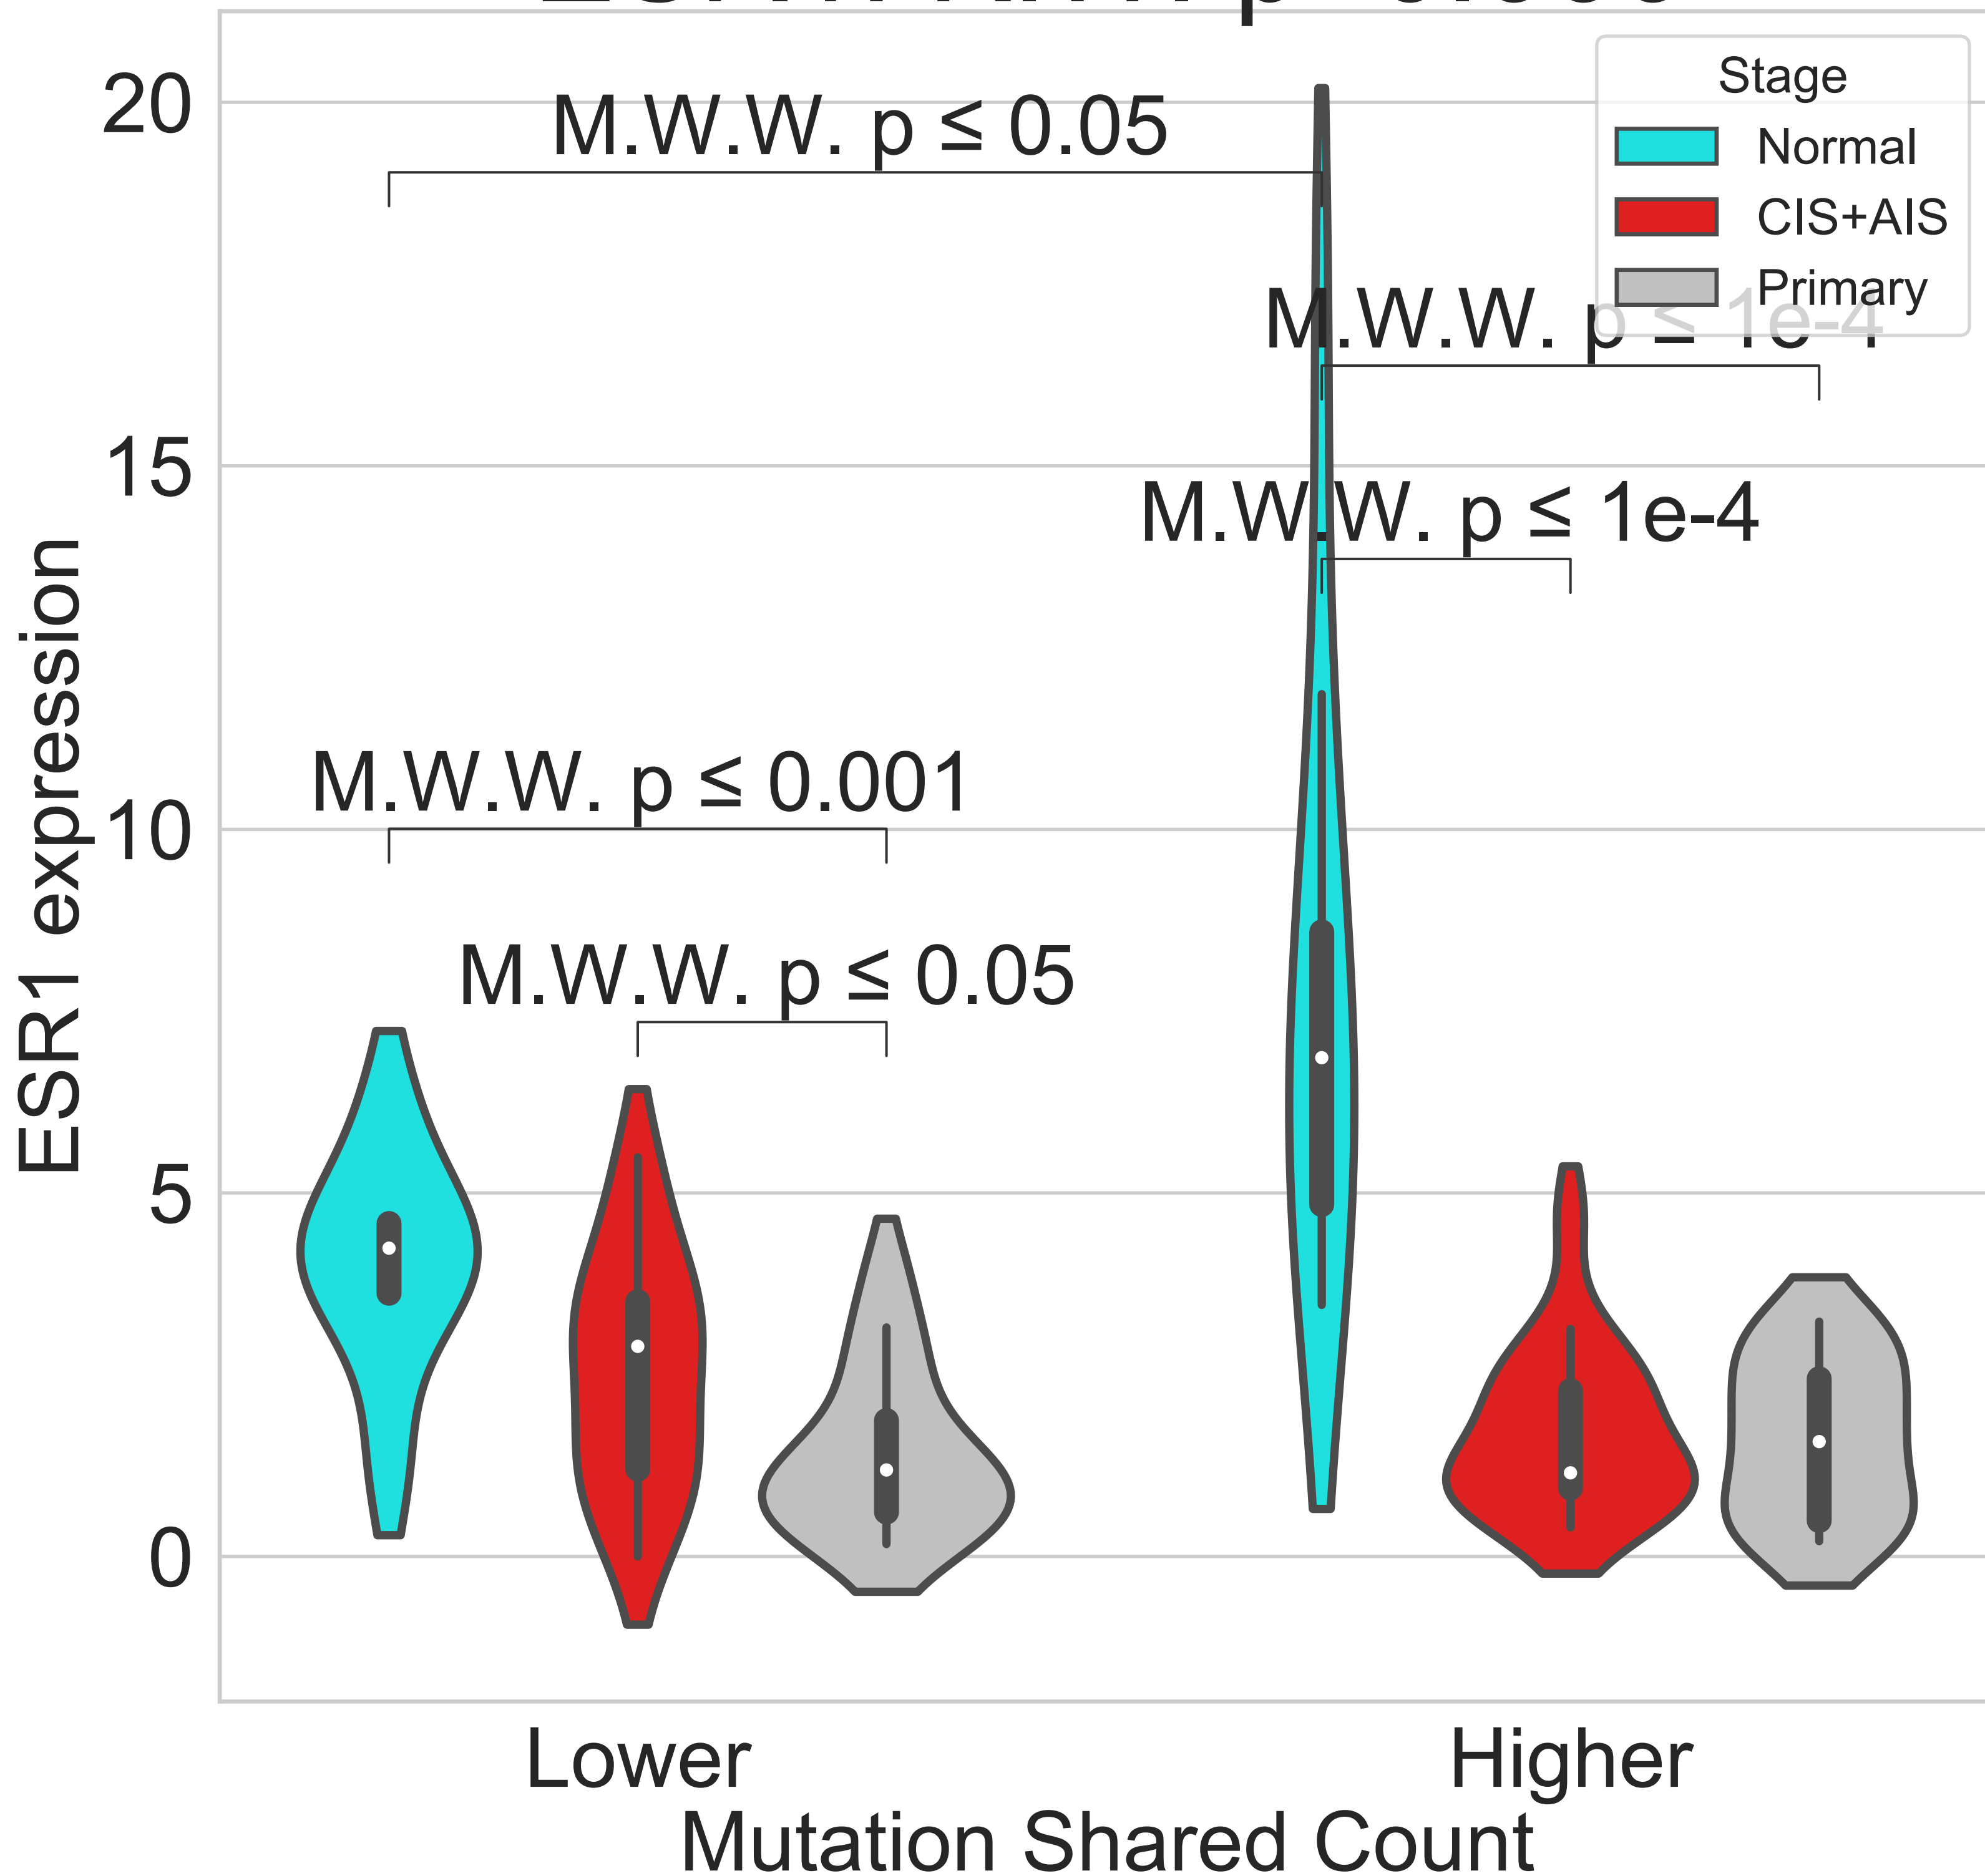 20
M.W.W. p ≤ 0.05
Stage
Normal
CIS+AIS
Primary
M.W.W. p ≤ 1e-4
15
M.W.W. p ≤ 1e-4
M.W.W. p ≤ 0.001
10
M.W.W. p ≤ 0.05
ESR1 expression
5
0
Lower
Higher
Mutation Shared Count